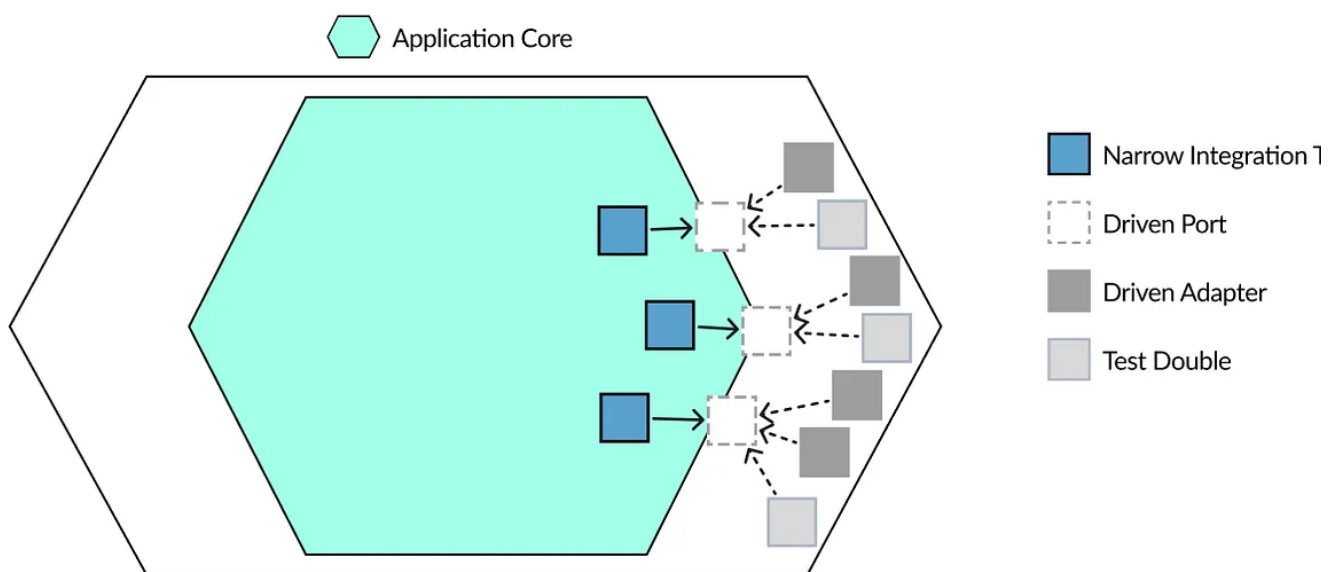 Application Core
Narrow Integration
Driven Port
Driven Adapter
Test Double